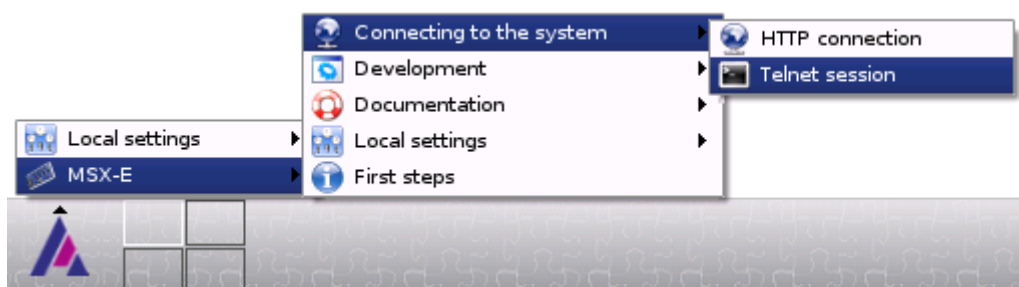 Connecting to the system
Development
Documentation
Local settings
First steps
HTTP connection
Telnet session
Local settings
MSX-E